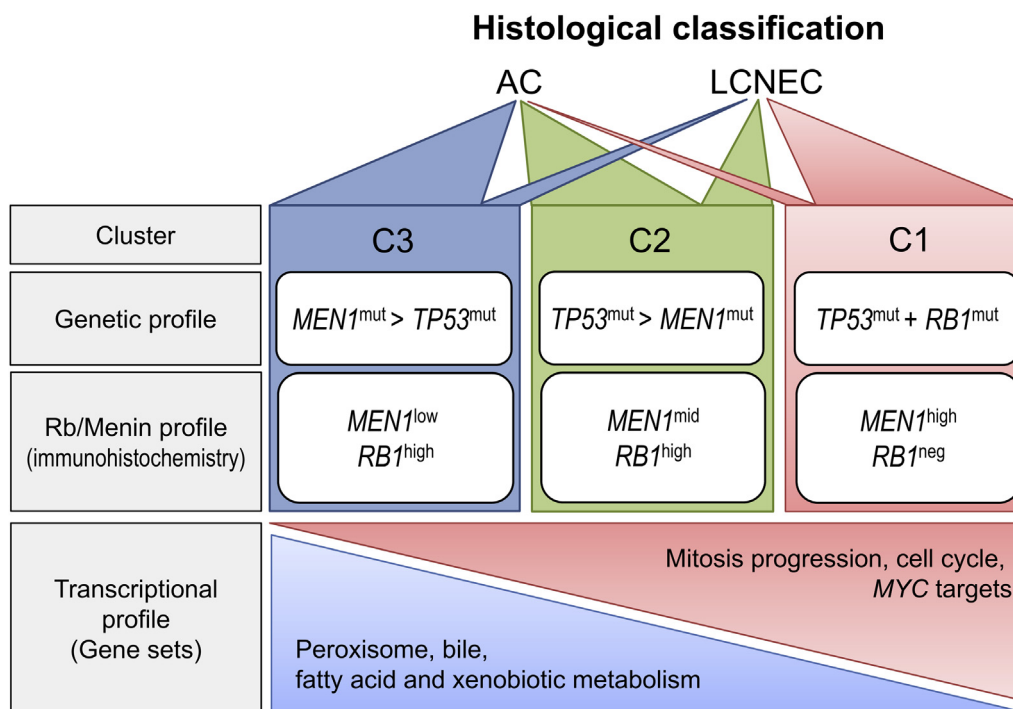 Histological classification
AC LCNEC
Cluster C3 C2 C1
Genetic profile MEN1mut > TP53mut TP53mut > MEN1mut TP53mut + RB1mut
Rb/Menin profile
(immunohistochemistry)
MEN1low
RB1high
MEN1mid
RB1high
MEN1high
RB1neg
Transcriptional
profile
(Gene sets)
Mitosis progression, cell cycle,
MYC targets
Peroxisome, bile,
fatty acid and xenobiotic metabolism